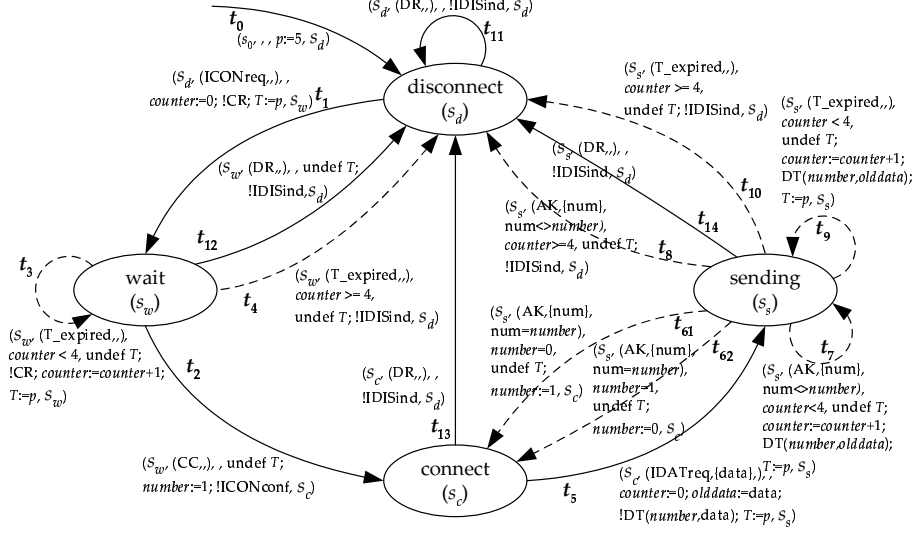 (Sd, (DR,,), , !IDISind, Sd)
t0
t11
(s0, , , p:=5, Sd)
disconnect
(sd)
(Sd, (ICONreq,,), ,
counter:=0; !CR; T:=p, Sw)
t1
(Ss, (T_expired,,),
counter >= 4,
undef T; !IDISind, Sd)
t10
(Ss, (T_expired,,),
counter < 4,
undef T;
counter:=counter+1;
DT(number,olddata);
T:=p, Ss)
t9
(Sw, (DR,,), , undef T;
!IDISind,Sd)
t12
(Ss, (DR,,), ,
!IDISind, Sd)
t14
(Ss, (AK,{num},
num<>number),
counter>=4, undef T;
!IDISind, Sd)
t8
t3
wait
(sw)
t4
(Sw, (T_expired,,),
counter >= 4,
undef T; !IDISind, Sd)
sending
(ss)
(Sw, (T_expired,,),
counter < 4, undef T;
!CR; counter:=counter+1;
T:=p, Sw)
t2
(Ss, (AK,{num},
num=number),
number=0,
undef T;
number:=1, Sc)
t61
(Ss, (AK,{num},
num=number),
number=1,
undef T;
number:=0, Sc)
t62
t7
(Ss, (AK,{num},
num<>number),
counter<4, undef T;
counter:=counter+1;
DT(number,olddata);
T:=p, Ss)
(Sc, (DR,,), ,
!IDISind, Sd)
t13
(Sw, (CC,,), , undef T;
number:=1; !ICONconf, Sc)
connect
(sc)
t5
(Sc, (IDATreq,{data},), ,
counter:=0; olddata:=data;
!DT(number,data); T:=p, Ss)